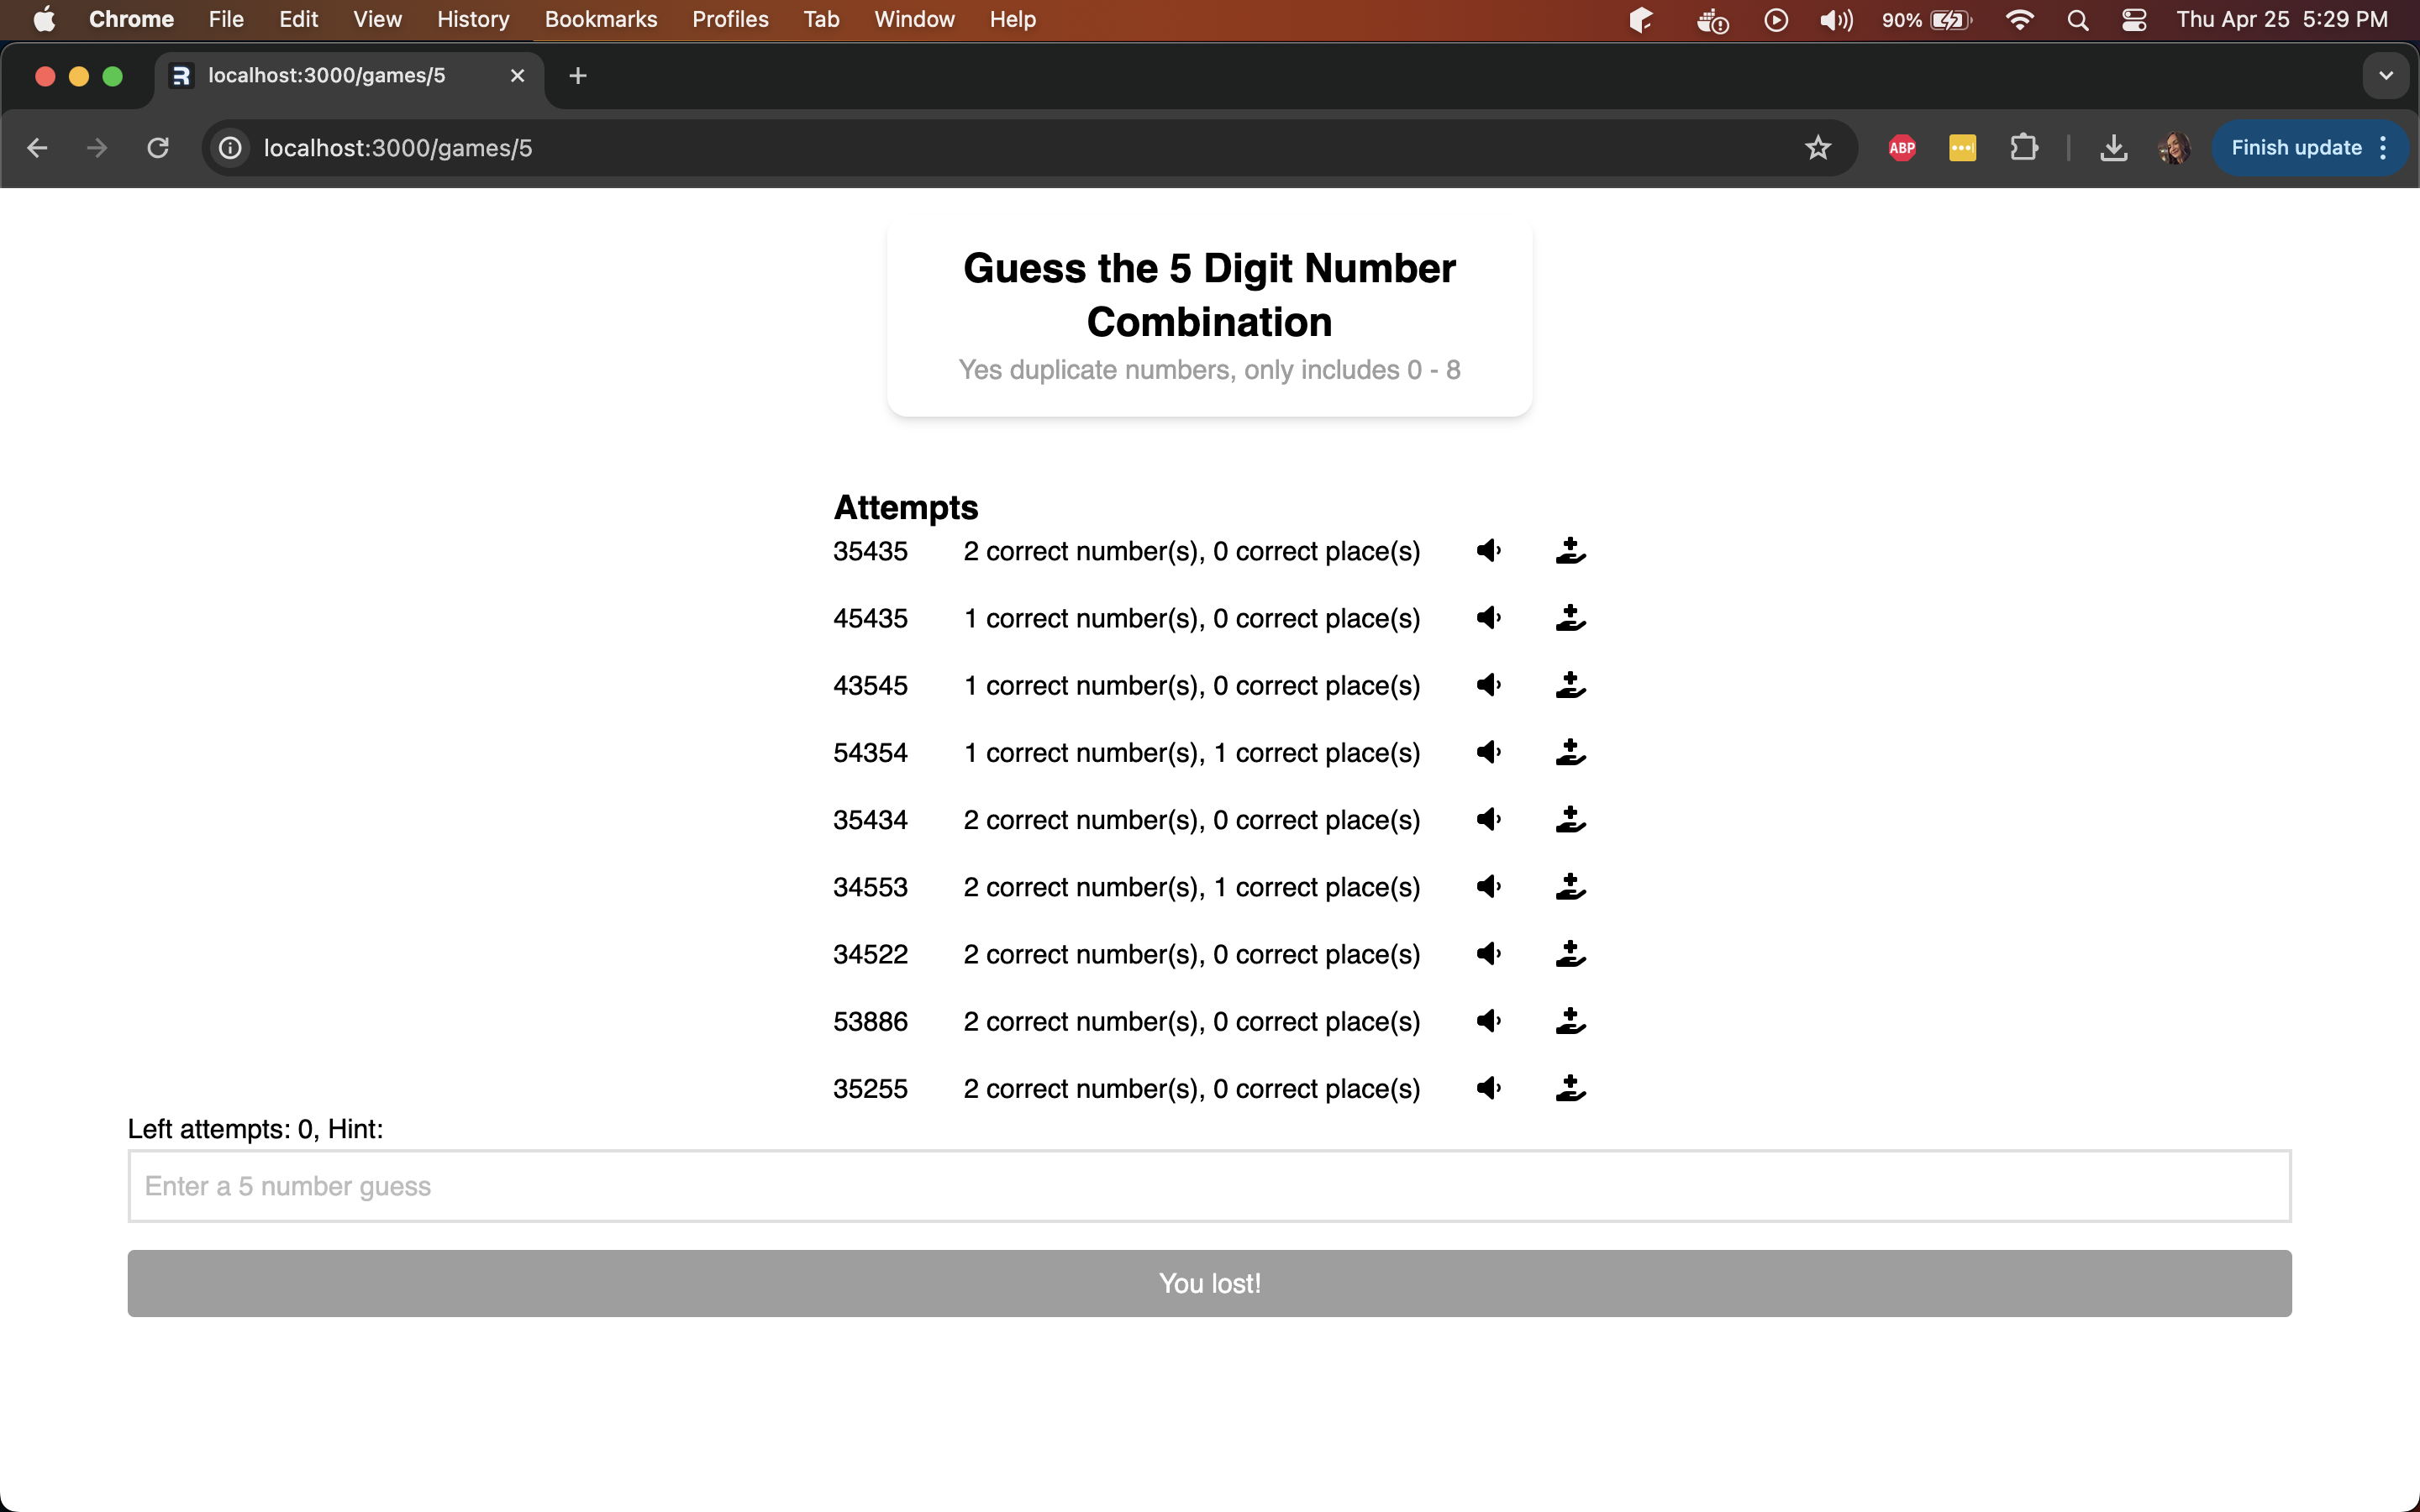 Chrome File Edit View History Bookmarks Profiles Tab Window Help 90% Thu Apr 25 5:29 PM
localhost:3000/games/5
localhost:3000/games/5 ABP Finish update
Guess the 5 Digit Number
Combination
Yes duplicate numbers, only includes 0 - 8
Attempts
35435 2 correct number(s), 0 correct place(s)
45435 1 correct number(s), 0 correct place(s)
43545 1 correct number(s), 0 correct place(s)
54354 1 correct number(s), 1 correct place(s)
35434 2 correct number(s), 0 correct place(s)
34553 2 correct number(s), 1 correct place(s)
34522 2 correct number(s), 0 correct place(s)
53886 2 correct number(s), 0 correct place(s)
35255 2 correct number(s), 0 correct place(s)
Left attempts: 0, Hint:
Enter a 5 number guess
You lost!